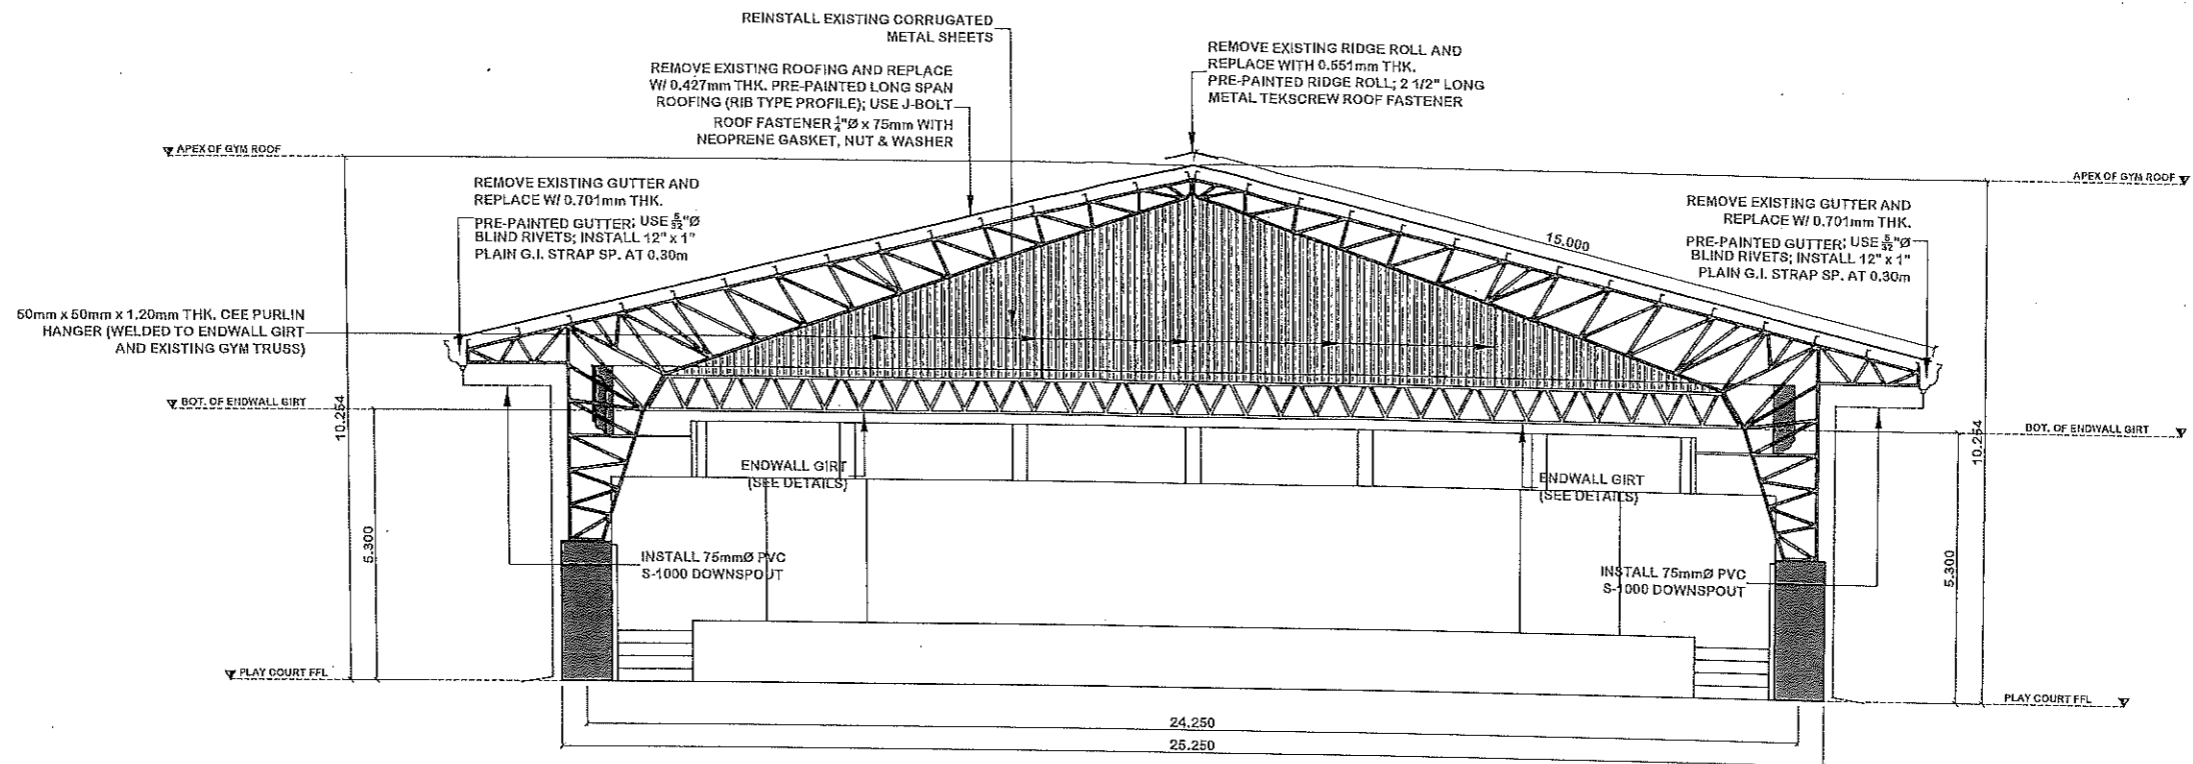 REINSTALL EXISTING CORRUGATED
METAL SHEETS
REMOVE EXISTING RIDGE ROLL AND
REPLACE WITH 0.551mm THK.
PRE-PAINTED RIDGE ROLL; 2 1/2" LONG
METAL TEKSCREW ROOF FASTENER
REMOVE EXISTING ROOFING AND REPLACE
W/ 0.427mm THK. PRE-PAINTED LONG SPAN
ROOFING (RIB TYPE PROFILE); USE J-BOLT
ROOF FASTENER 1/4"Ø x 75mm WITH
NEOPRENE GASKET, NUT & WASHER
APEX OF GYM ROOF
APEX OF GYM ROOF
REMOVE EXISTING GUTTER AND
REPLACE W/ 0.701mm THK.
PRE-PAINTED GUTTER; USE 5/32"Ø
BLIND RIVETS; INSTALL 12" x 1"
PLAIN G.I. STRAP SP. AT 0.30m
REMOVE EXISTING GUTTER AND
REPLACE W/ 0.701mm THK.
PRE-PAINTED GUTTER; USE 5/32"Ø
BLIND RIVETS; INSTALL 12" x 1"
PLAIN G.I. STRAP SP. AT 0.30m
15.000
50mm x 50mm x 1.20mm THK. CEE PURLIN
HANGER (WELDED TO ENDWALL GIRT
AND EXISTING GYM TRUSS)
BOT. OF ENDWALL GIRT
BOT. OF ENDWALL GIRT
10.254
10.254
5.300
5.300
ENDWALL GIRT
(SEE DETAILS)
ENDWALL GIRT
(SEE DETAILS)
INSTALL 75mmØ PVC
S-1000 DOWNSPOUT
INSTALL 75mmØ PVC
S-1000 DOWNSPOUT
PLAY COURT FFL
PLAY COURT FFL
24.250
25.250